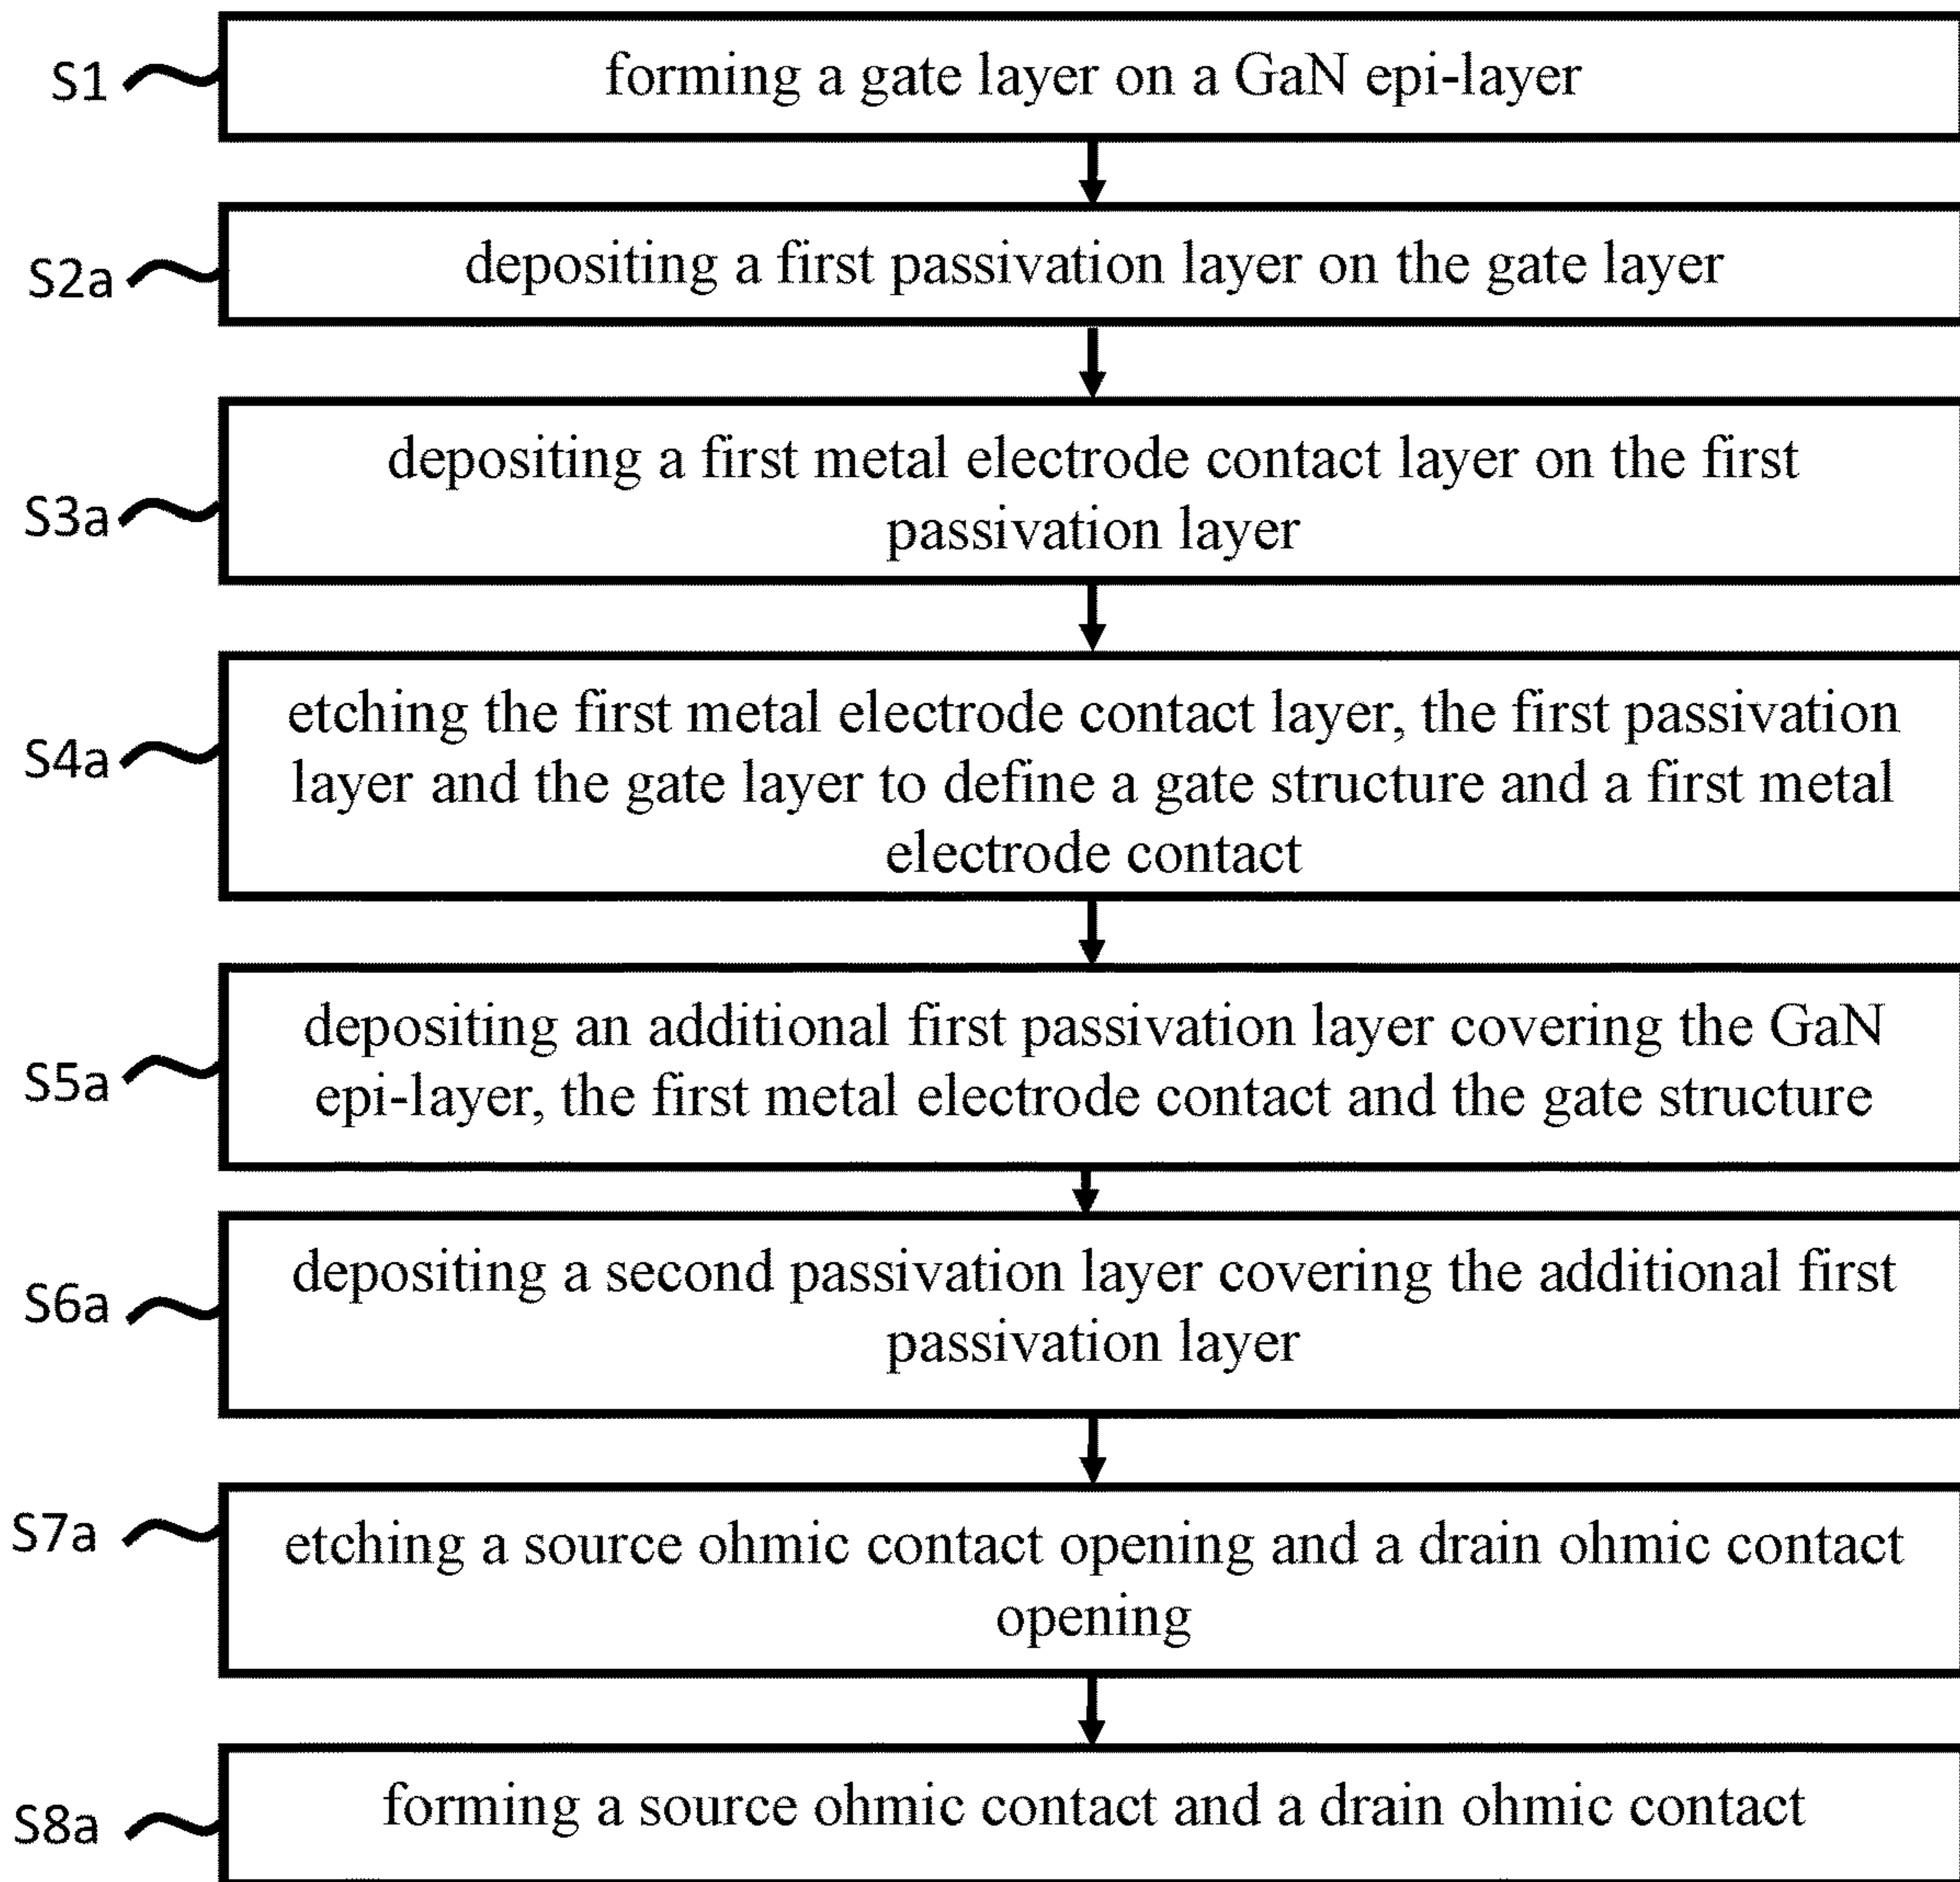 S1
forming a gate layer on a GaN epi-layer
S2a
depositing a first passivation layer on the gate layer
S3a
depositing a first metal electrode contact layer on the first
passivation layer
S4a
etching the first metal electrode contact layer, the first passivation
layer and the gate layer to define a gate structure and a first metal
electrode contact
S5a
depositing an additional first passivation layer covering the GaN
epi-layer, the first metal electrode contact and the gate structure
S6a
depositing a second passivation layer covering the additional first
passivation layer
S7a
etching a source ohmic contact opening and a drain ohmic contact
opening
S8a
forming a source ohmic contact and a drain ohmic contact